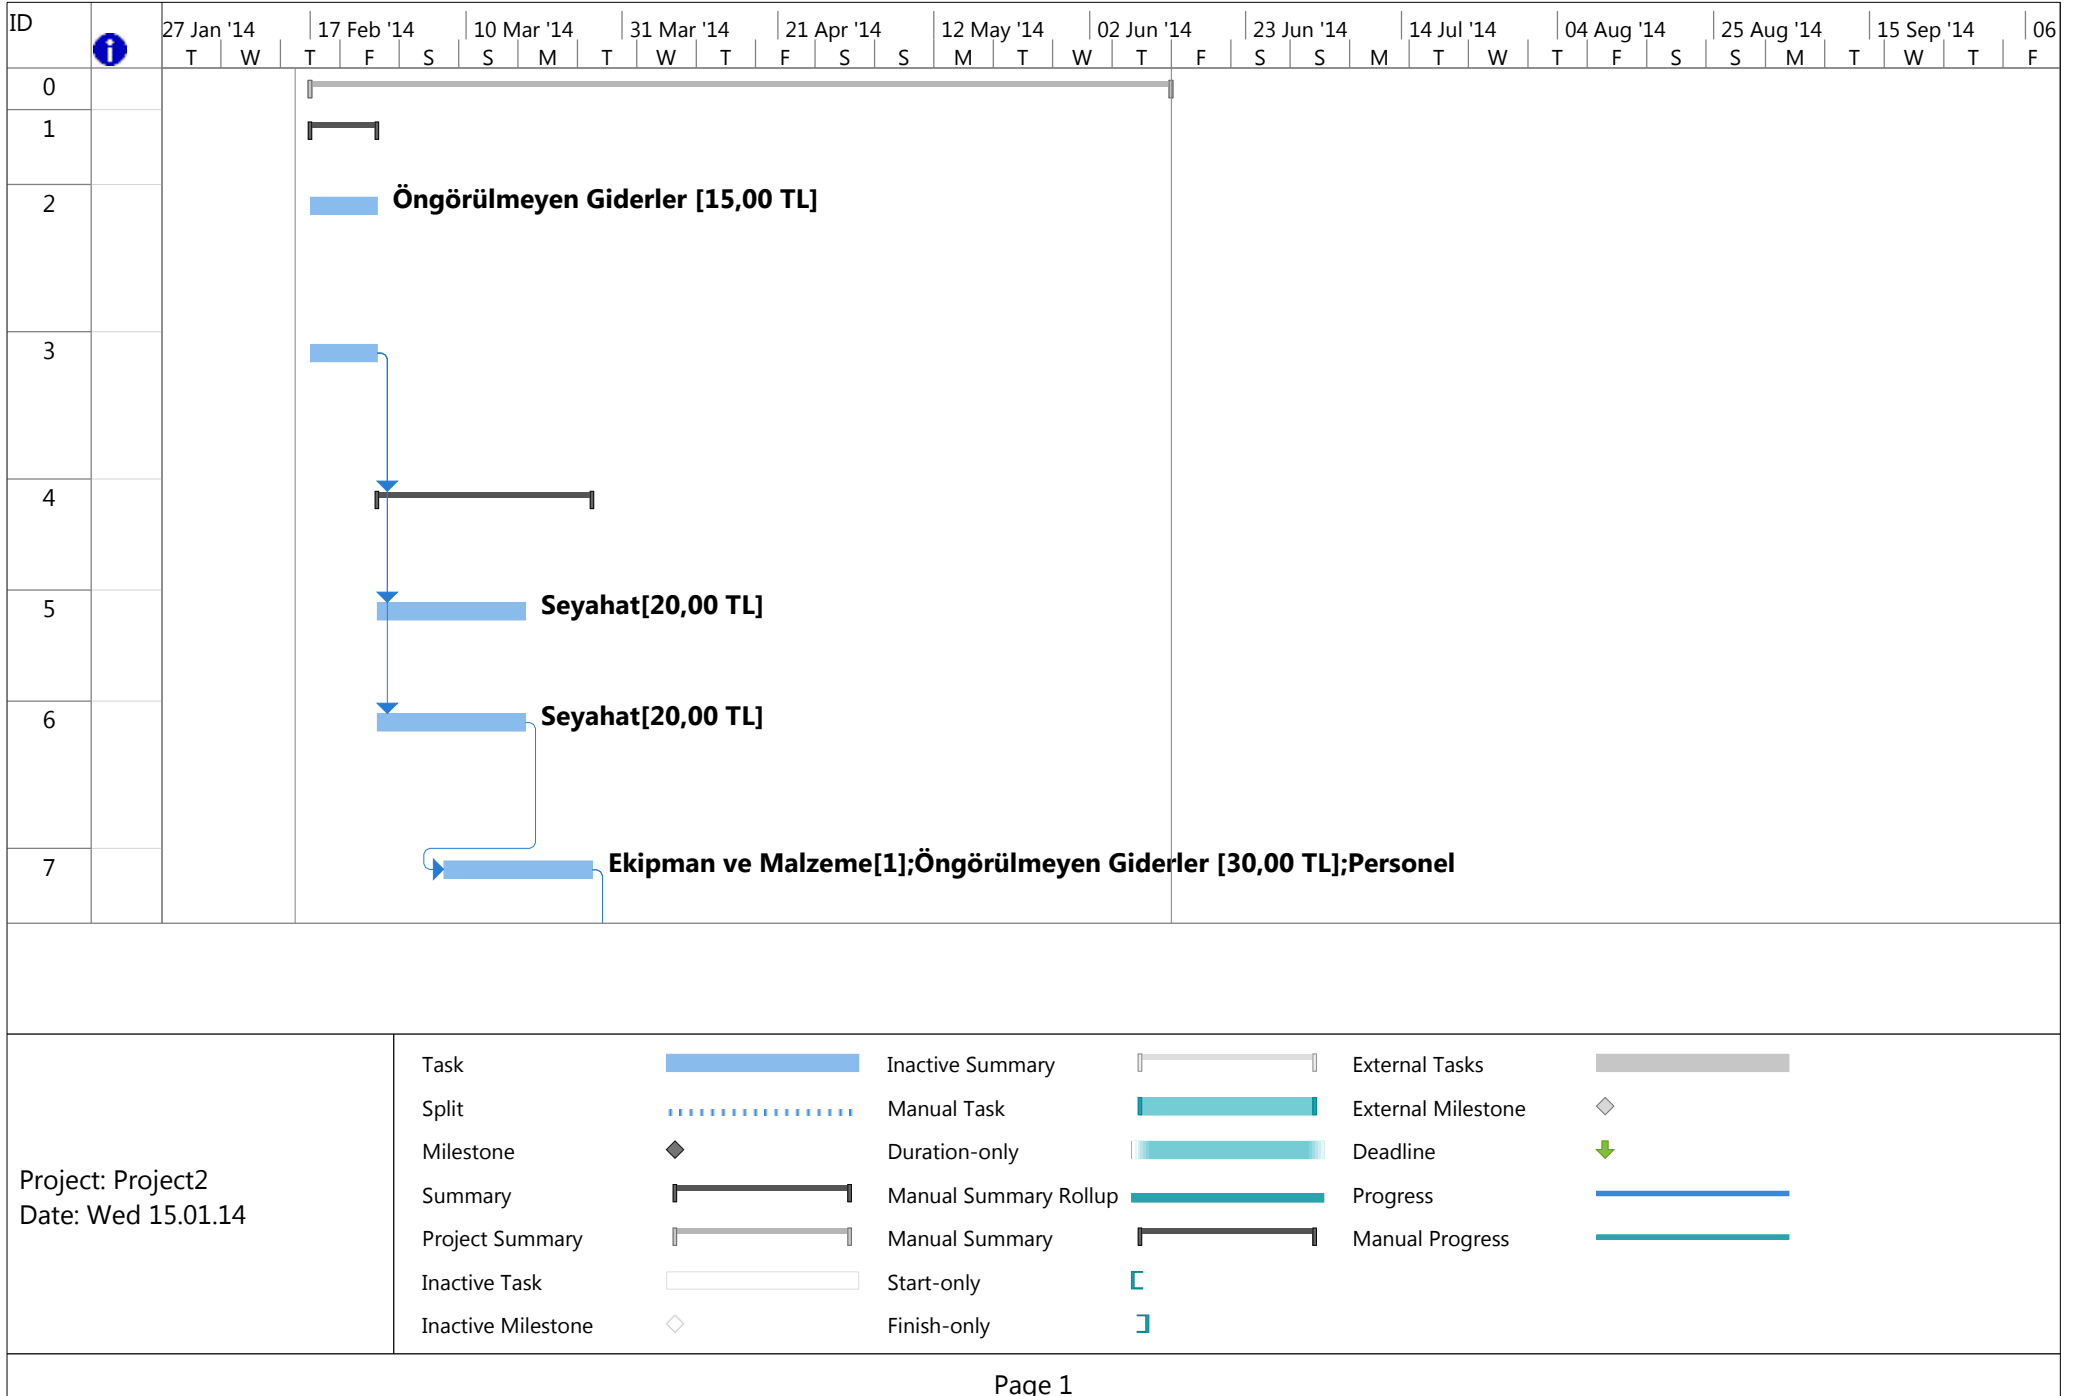 ID
27 Jan '14 17 Feb '14 10 Mar '14 31 Mar '14 21 Apr '14 12 May '14 02 Jun '14 23 Jun '14 14 Jul '14 04 Aug '14 25 Aug '14 15 Sep '14 06
T W T F S S M T W T F S S M T W T F S S M T W T F S S M T W T F
0
1
2 Öngörülmeyen Giderler [15,00 TL]
3
4
5 Seyahat[20,00 TL]
6 Seyahat[20,00 TL]
7 Ekipman ve Malzeme[1];Öngörülmeyen Giderler [30,00 TL];Personel
Project: Project2
Date: Wed 15.01.14
Task
Split
Milestone
Summary
Project Summary
Inactive Task
Inactive Milestone
Inactive Summary
Manual Task
Duration-only
Manual Summary Rollup
Manual Summary
Start-only
Finish-only
External Tasks
External Milestone
Deadline
Progress
Manual Progress
Page 1